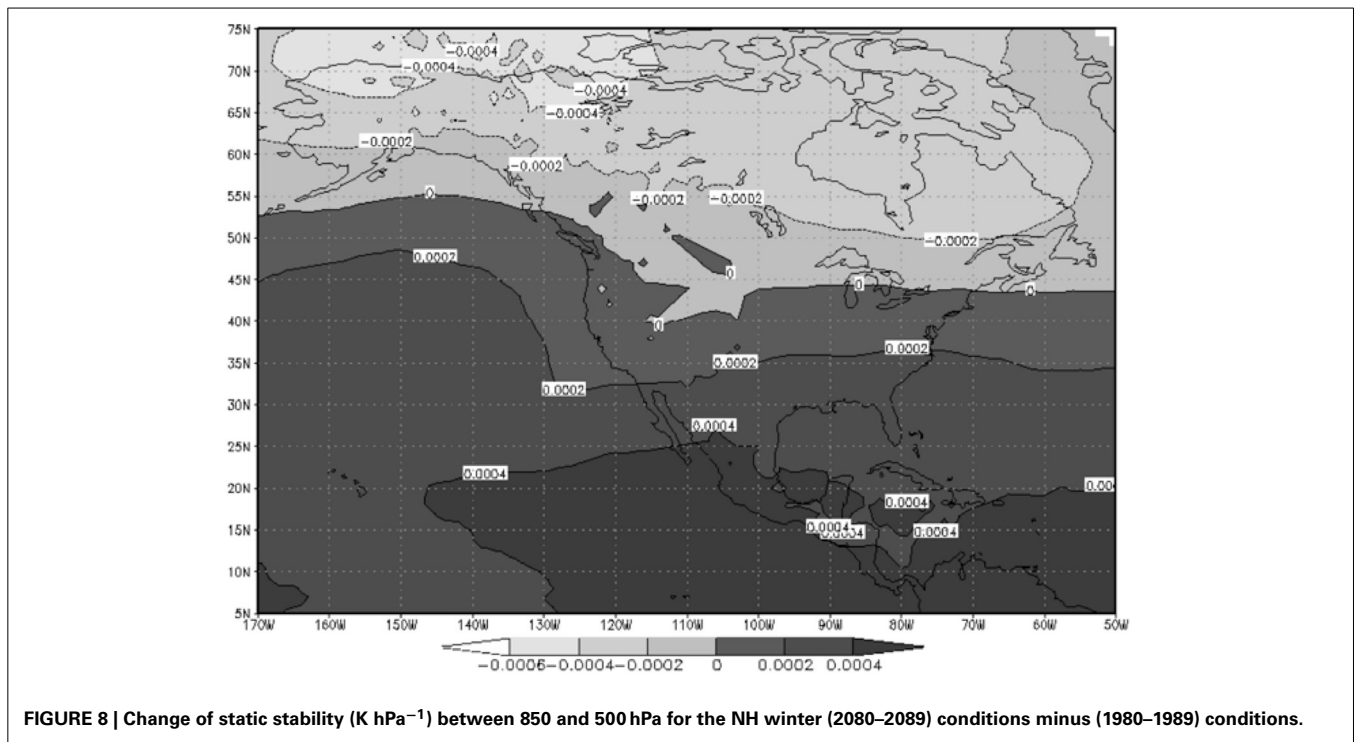 75N
70N
65N
60N
55N
50N
45N
40N
35N
30N
25N
20N
15N
10N
5N
-0.0004
-0.0004
-0.0004
-0.0004
-0.0002
-0.0002
-0.0002
-0.0002
-0.0002
0
0
0
0
0
0.0002
0.0002
0.0002
0.0002
0.0004
0.0004
0.0004
0.0004
0.0004
0.0004
0.00
170W 160W 150W 140W 130W 120W 110W 100W 90W 80W 70W 60W 50W
-0.0006 -0.0004 -0.0002 0 0.0002 0.0004
FIGURE 8 | Change of static stability (K hPa⁻¹) between 850 and 500 hPa for the NH winter (2080–2089) conditions minus (1980–1989) conditions.